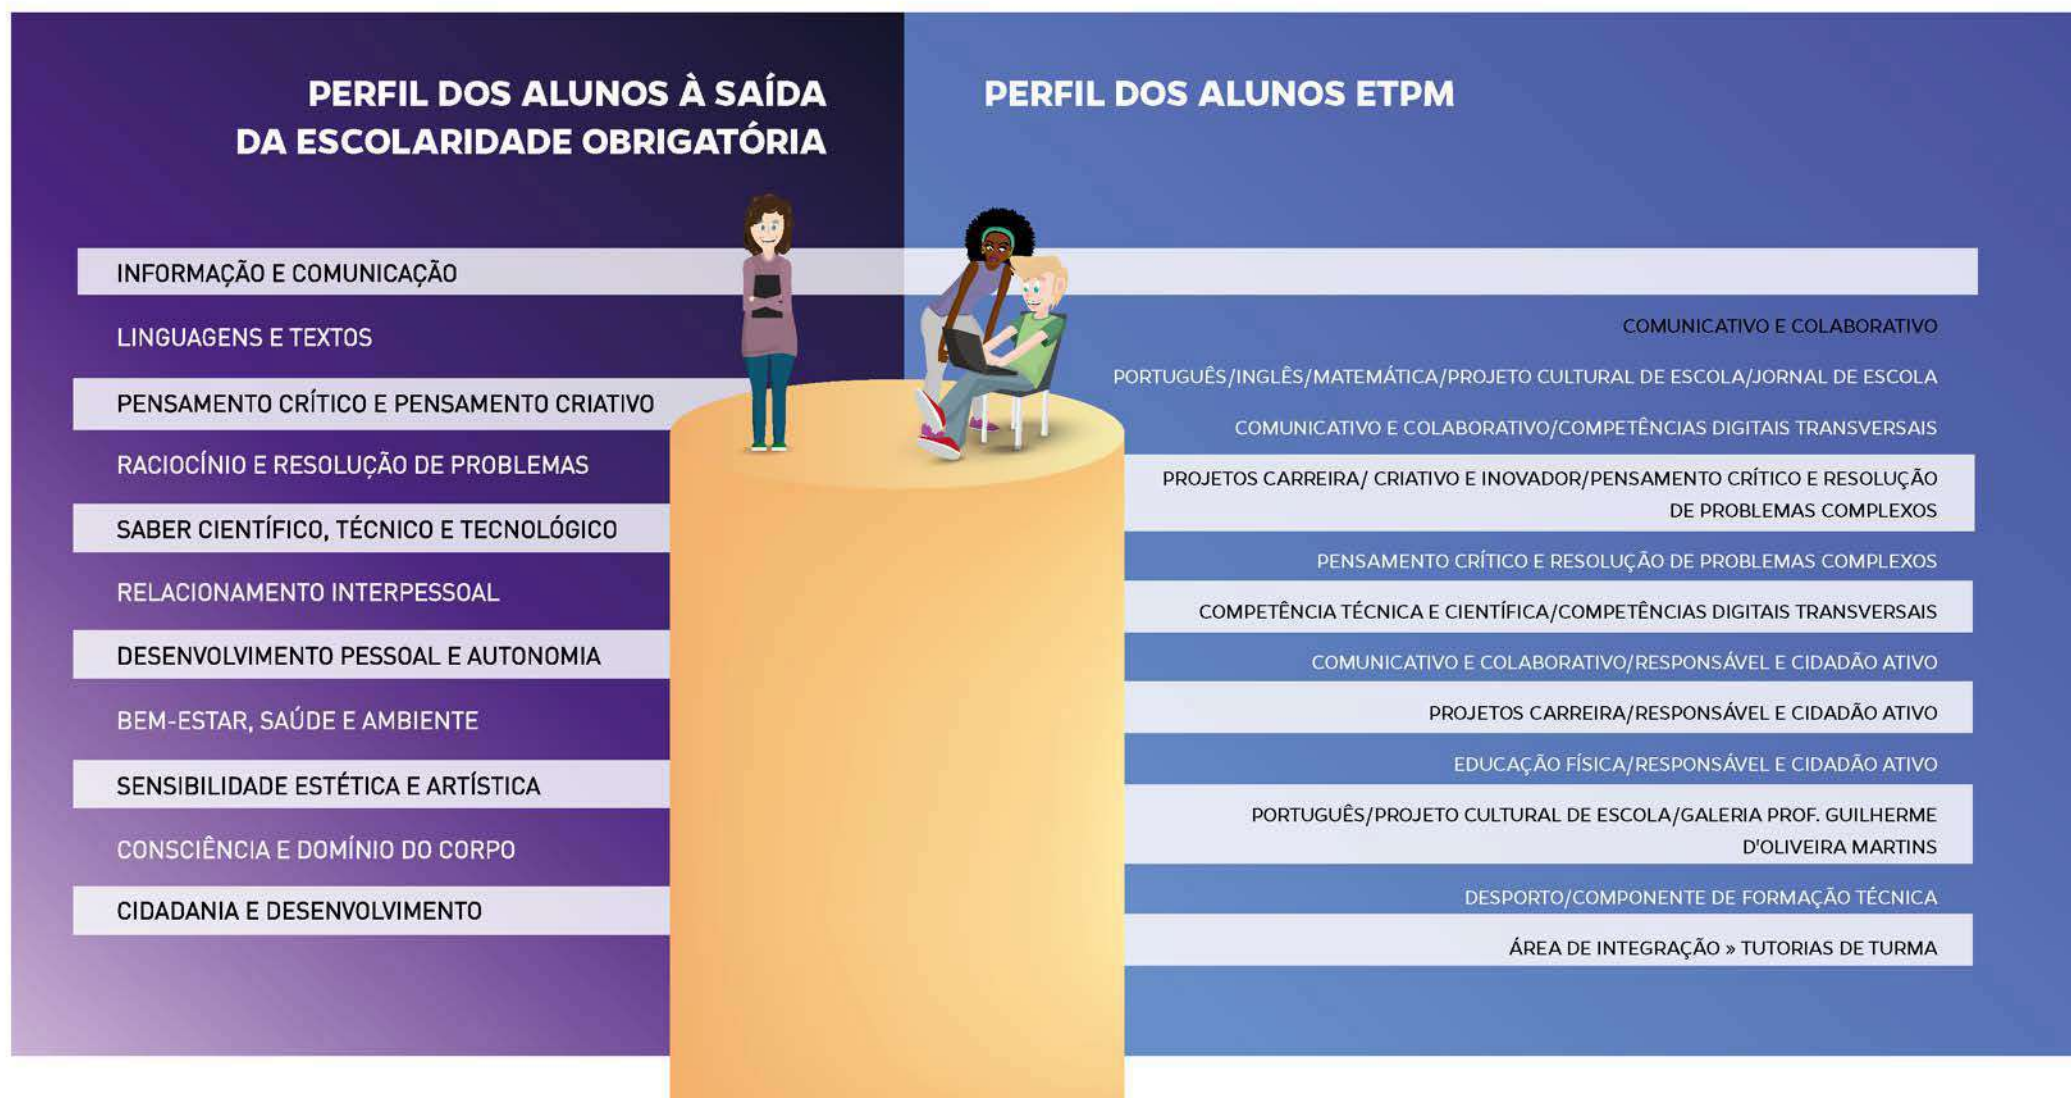 PERFIL DOS ALUNOS À SAÍDA
DA ESCOLARIDADE OBRIGATÓRIA
INFORMAÇÃO E COMUNICAÇÃO
LINGUAGENS E TEXTOS
PENSAMENTO CRÍTICO E PENSAMENTO CRIATIVO
RACIOCÍNIO E RESOLUÇÃO DE PROBLEMAS
SABER CIENTÍFICO, TÉCNICO E TECNOLÓGICO
RELACIONAMENTO INTERPESSOAL
DESENVOLVIMENTO PESSOAL E AUTONOMIA
BEM-ESTAR, SAÚDE E AMBIENTE
SENSIBILIDADE ESTÉTICA E ARTÍSTICA
CONSCIÊNCIA E DOMÍNIO DO CORPO
CIDADANIA E DESENVOLVIMENTO
PERFIL DOS ALUNOS ETPM
COMUNICATIVO E COLABORATIVO
PORTUGUÊS/INGLÊS/MATEMÁTICA/PROJETO CULTURAL DE ESCOLA/JORNAL DE ESCOLA
COMUNICATIVO E COLABORATIVO/COMPETÊNCIAS DIGITAIS TRANSVERSAIS
PROJETOS CARREIRA/ CRIATIVO E INOVADOR/PENSAMENTO CRÍTICO E RESOLUÇÃO
DE PROBLEMAS COMPLEXOS
PENSAMENTO CRÍTICO E RESOLUÇÃO DE PROBLEMAS COMPLEXOS
COMPETÊNCIA TÉCNICA E CIENTÍFICA/COMPETÊNCIAS DIGITAIS TRANSVERSAIS
COMUNICATIVO E COLABORATIVO/RESPONSÁVEL E CIDADÃO ATIVO
PROJETOS CARREIRA/RESPONSÁVEL E CIDADÃO ATIVO
EDUCAÇÃO FÍSICA/RESPONSÁVEL E CIDADÃO ATIVO
PORTUGUÊS/PROJETO CULTURAL DE ESCOLA/GALERIA PROF. GUILHERME
D'OLIVEIRA MARTINS
DESPORTO/COMPONENTE DE FORMAÇÃO TÉCNICA
ÁREA DE INTEGRAÇÃO » TUTORIAS DE TURMA